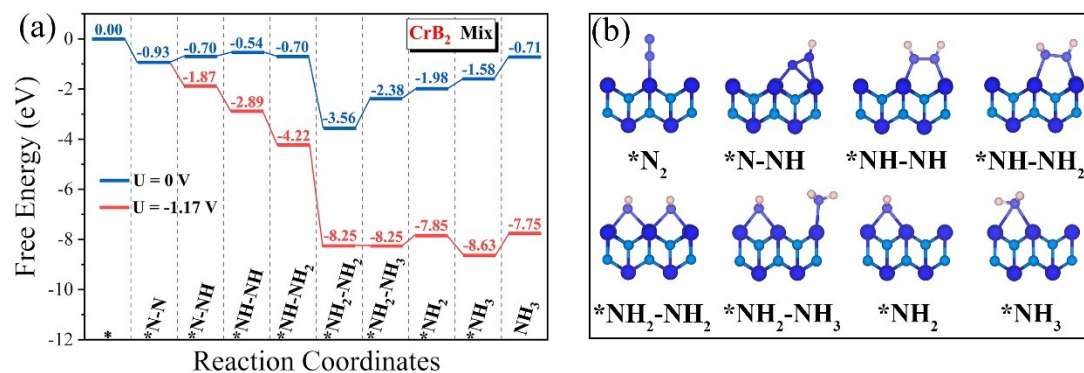 (a)
CrB₂ Mix
Free Energy (eV)
0
-2
-4
-6
-8
-10
-12
0.00
-0.93
-0.70
-0.54
-0.70
-3.56
-2.38
-1.98
-1.58
-0.71
-1.87
-2.89
-4.22
-8.25
-8.25
-7.85
-8.63
-7.75
U = 0 V
U = -1.17 V
*
*N-N
*N-NH
*NH-NH
*NH-NH₂
*NH₂-NH₂
*NH₂-NH₃
*NH₂
*NH₃
NH₃
Reaction Coordinates
(b)
*N₂ *N-NH *NH-NH *NH-NH₂
*NH₂-NH₂ *NH₂-NH₃ *NH₂ *NH₃